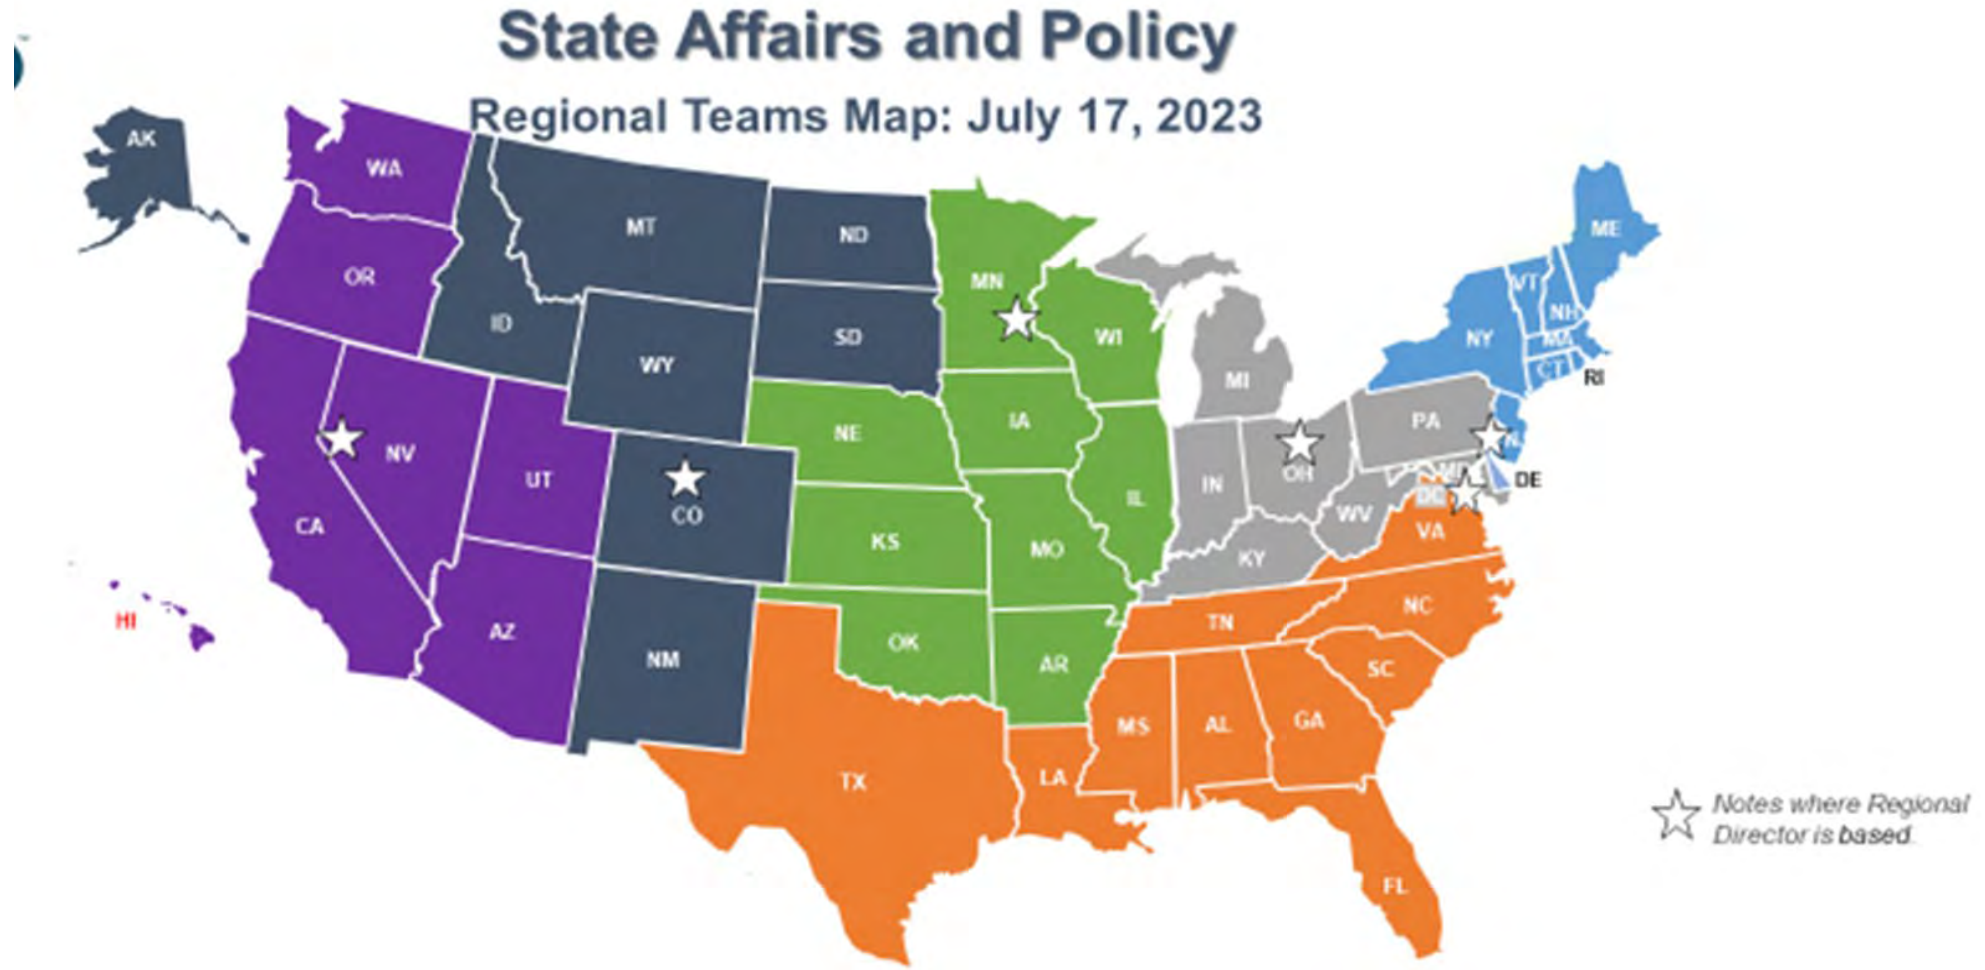 State Affairs and Policy
Regional Teams Map: July 17, 2023
AK
WA
MT
ND
ME
OR
MN
VT
NH
ID
SD
WI
NY
MA
WY
MI
CT
RI
NE
IA
PA
NV
UT
IN
OH
DE
IL
DC
CO
WV
CA
VA
KS
MO
KY
HI
AZ
NC
TN
OK
NM
AR
SC
MS
AL
GA
TX
LA
Notes where Regional
Director is based.
FL